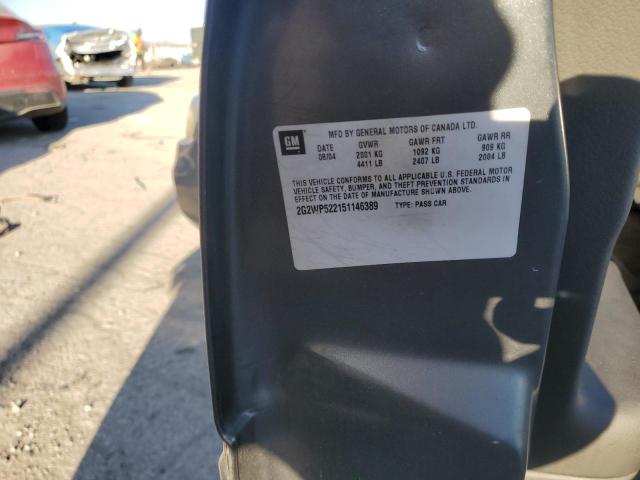 GM
MFD BY GENERAL MOTORS OF CANADA LTD.
DATE GVWR GAWR FRT GAWR RR
08/04 2001 KG 1092 KG 909 KG
4411 LB 2407 LB 2004 LB
THIS VEHICLE CONFORMS TO ALL APPLICABLE U.S. FEDERAL MOTOR
VEHICLE SAFETY, BUMPER, AND THEFT PREVENTION STANDARDS IN
EFFECT ON THE DATE OF MANUFACTURE SHOWN ABOVE.
2G2WP522151146389 TYPE: PASS CAR